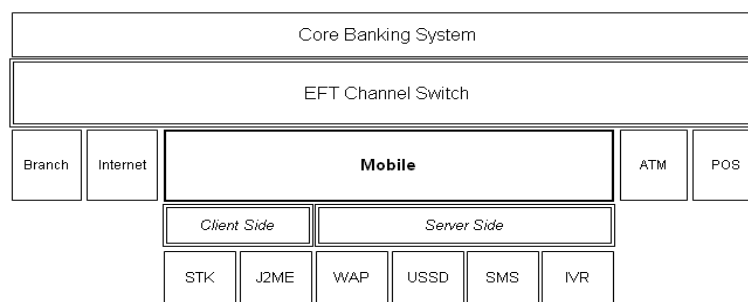 Core Banking System
EFT Channel Switch
Branch Internet Mobile ATM POS
Client Side Server Side
STK J2ME WAP USSD SMS IVR